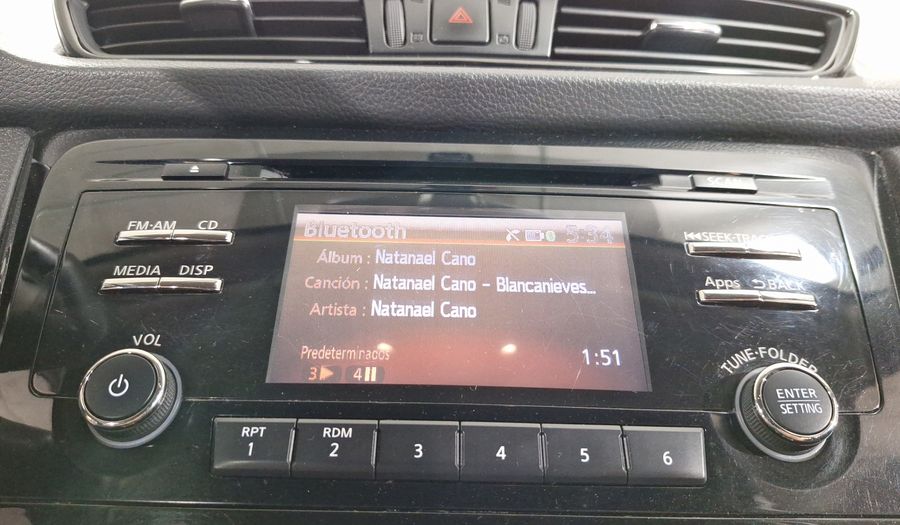 FM·AM CD
MEDIA DISP
VOL
RPT 1
RDM 2
3
4
5
6
Bluetooth 5:34
Álbum : Natanael Cano
Canción : Natanael Cano - Blancanieves...
Artista : Natanael Cano
Predeterminados
3 4
1:51
SCAN
SEEK·TRACK
Apps BACK
TUNE·FOLDER
ENTER
SETTING